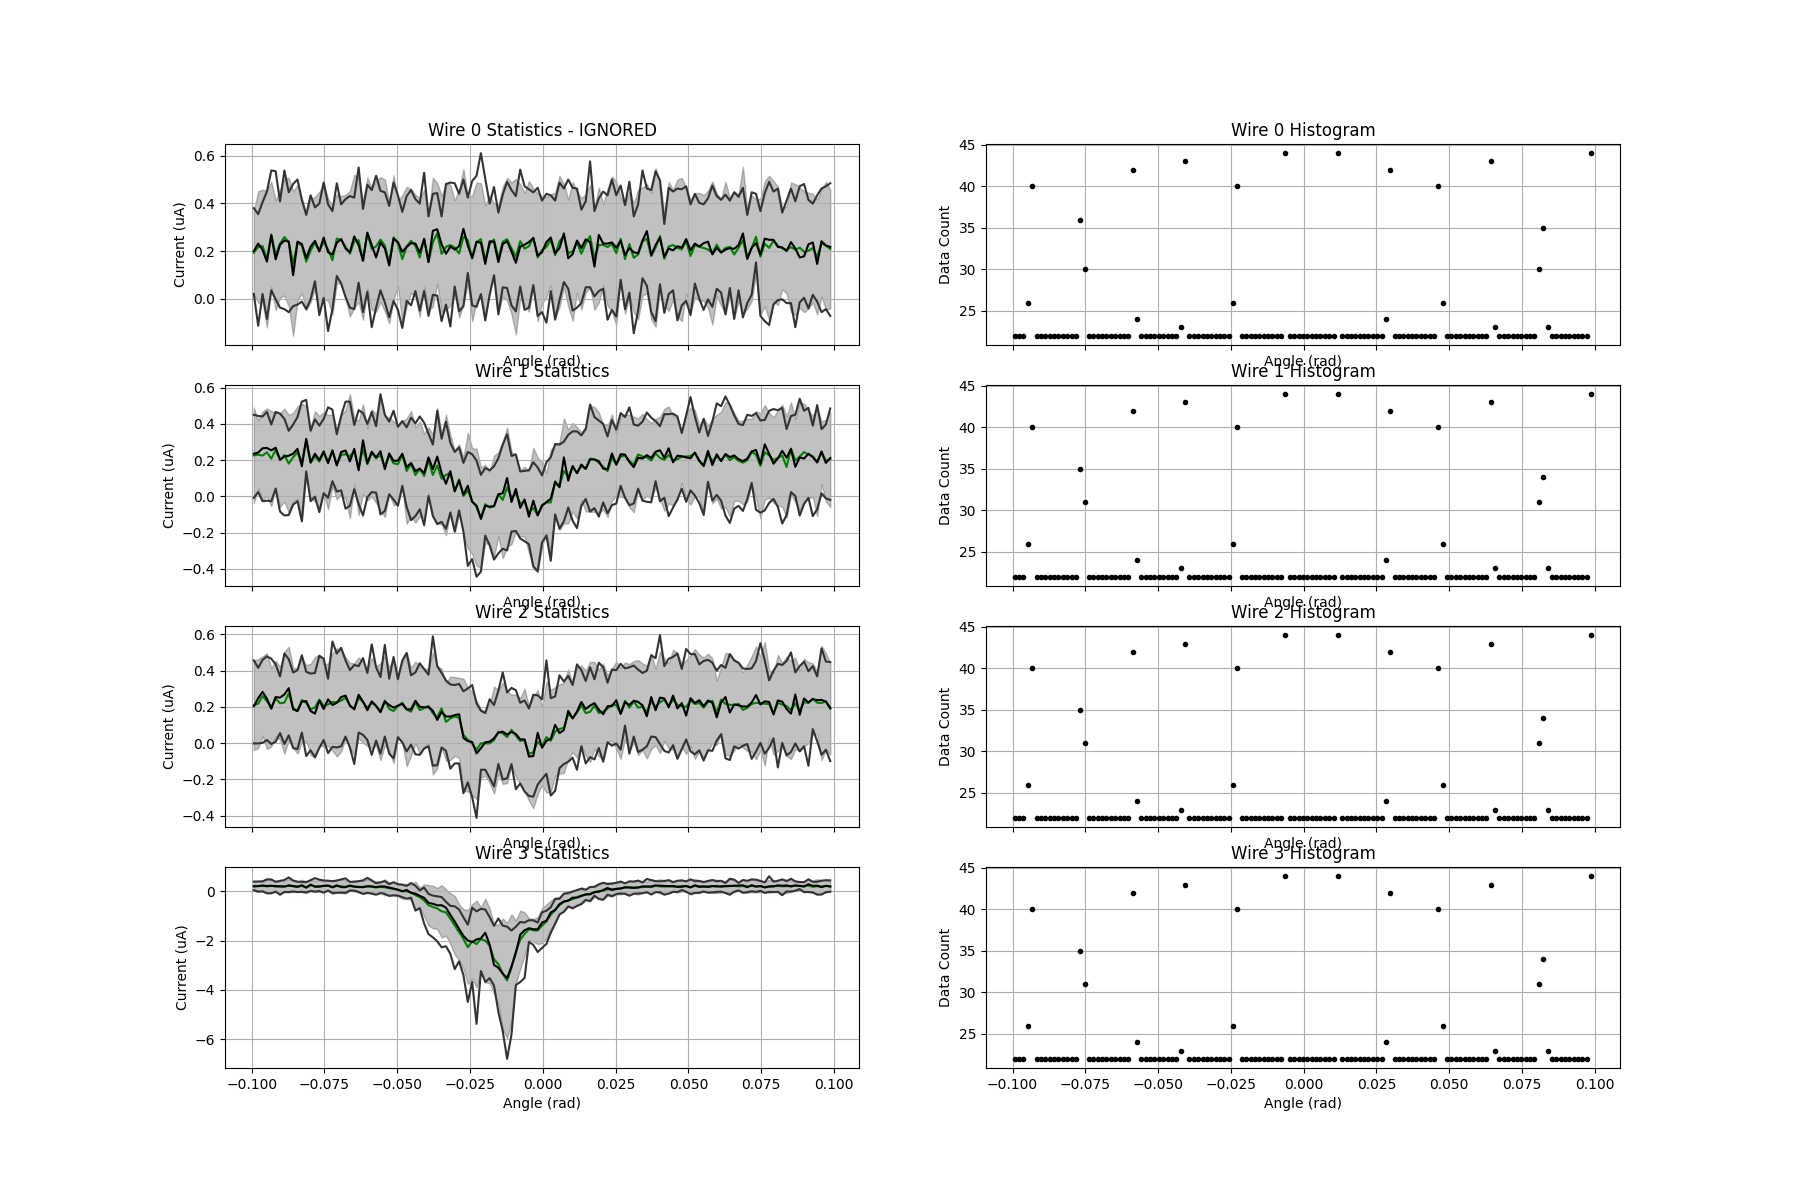 Wire 0 Statistics - IGNORED
Current (uA)
0.6
0.4
0.2
0.0
Angle (rad)
Wire 0 Histogram
Data Count
45
40
35
30
25
Angle (rad)
Wire 1 Statistics
Current (uA)
0.6
0.4
0.2
0.0
−0.2
−0.4
Angle (rad)
Wire 1 Histogram
Data Count
45
40
35
30
25
Angle (rad)
Wire 2 Statistics
Current (uA)
0.6
0.4
0.2
0.0
−0.2
−0.4
Angle (rad)
Wire 2 Histogram
Data Count
45
40
35
30
25
Angle (rad)
Wire 3 Statistics
Current (uA)
0
−2
−4
−6
−0.100 −0.075 −0.050 −0.025 0.000 0.025 0.050 0.075 0.100
Angle (rad)
Wire 3 Histogram
Data Count
45
40
35
30
25
−0.100 −0.075 −0.050 −0.025 0.000 0.025 0.050 0.075 0.100
Angle (rad)